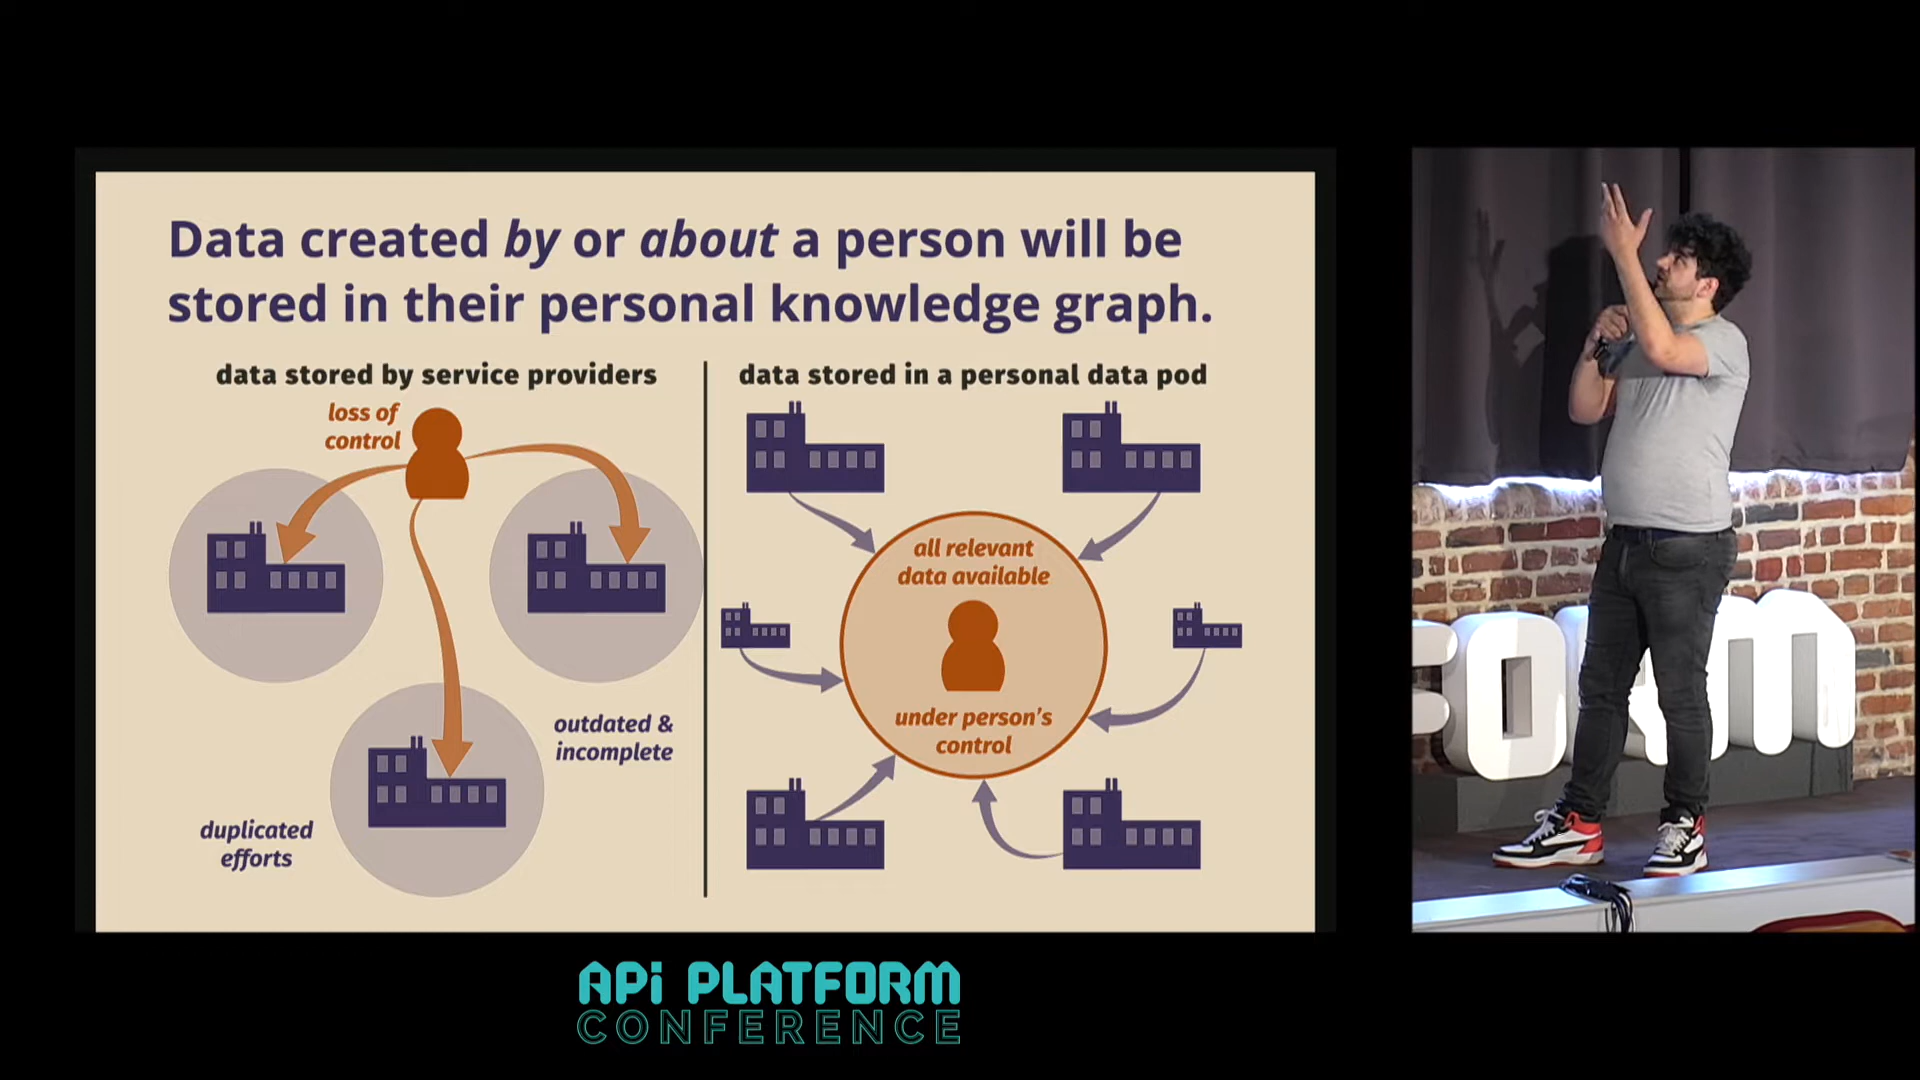 Data created by or about a person will be
stored in their personal knowledge graph.
data stored by service providers
loss of
control
outdated &
incomplete
duplicated
efforts
data stored in a personal data pod
all relevant
data available
under person's
control
FORM
API PLATFORM
CONFERENCE